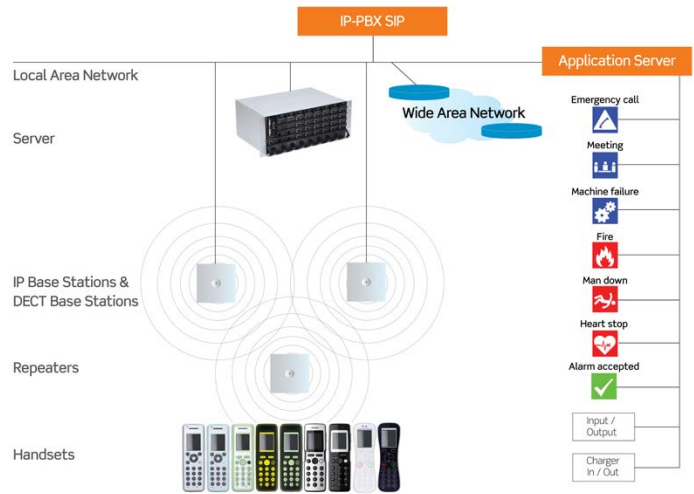 IP-PBX SIP
Application Server
Local Area Network
Wide Area Network
Server
Emergency call
Meeting
Machine failure
Fire
Man down
Heart stop
Alarm accepted
IP Base Stations &
DECT Base Stations
Repeaters
Handsets
Input /
Output
Charger
In / Out